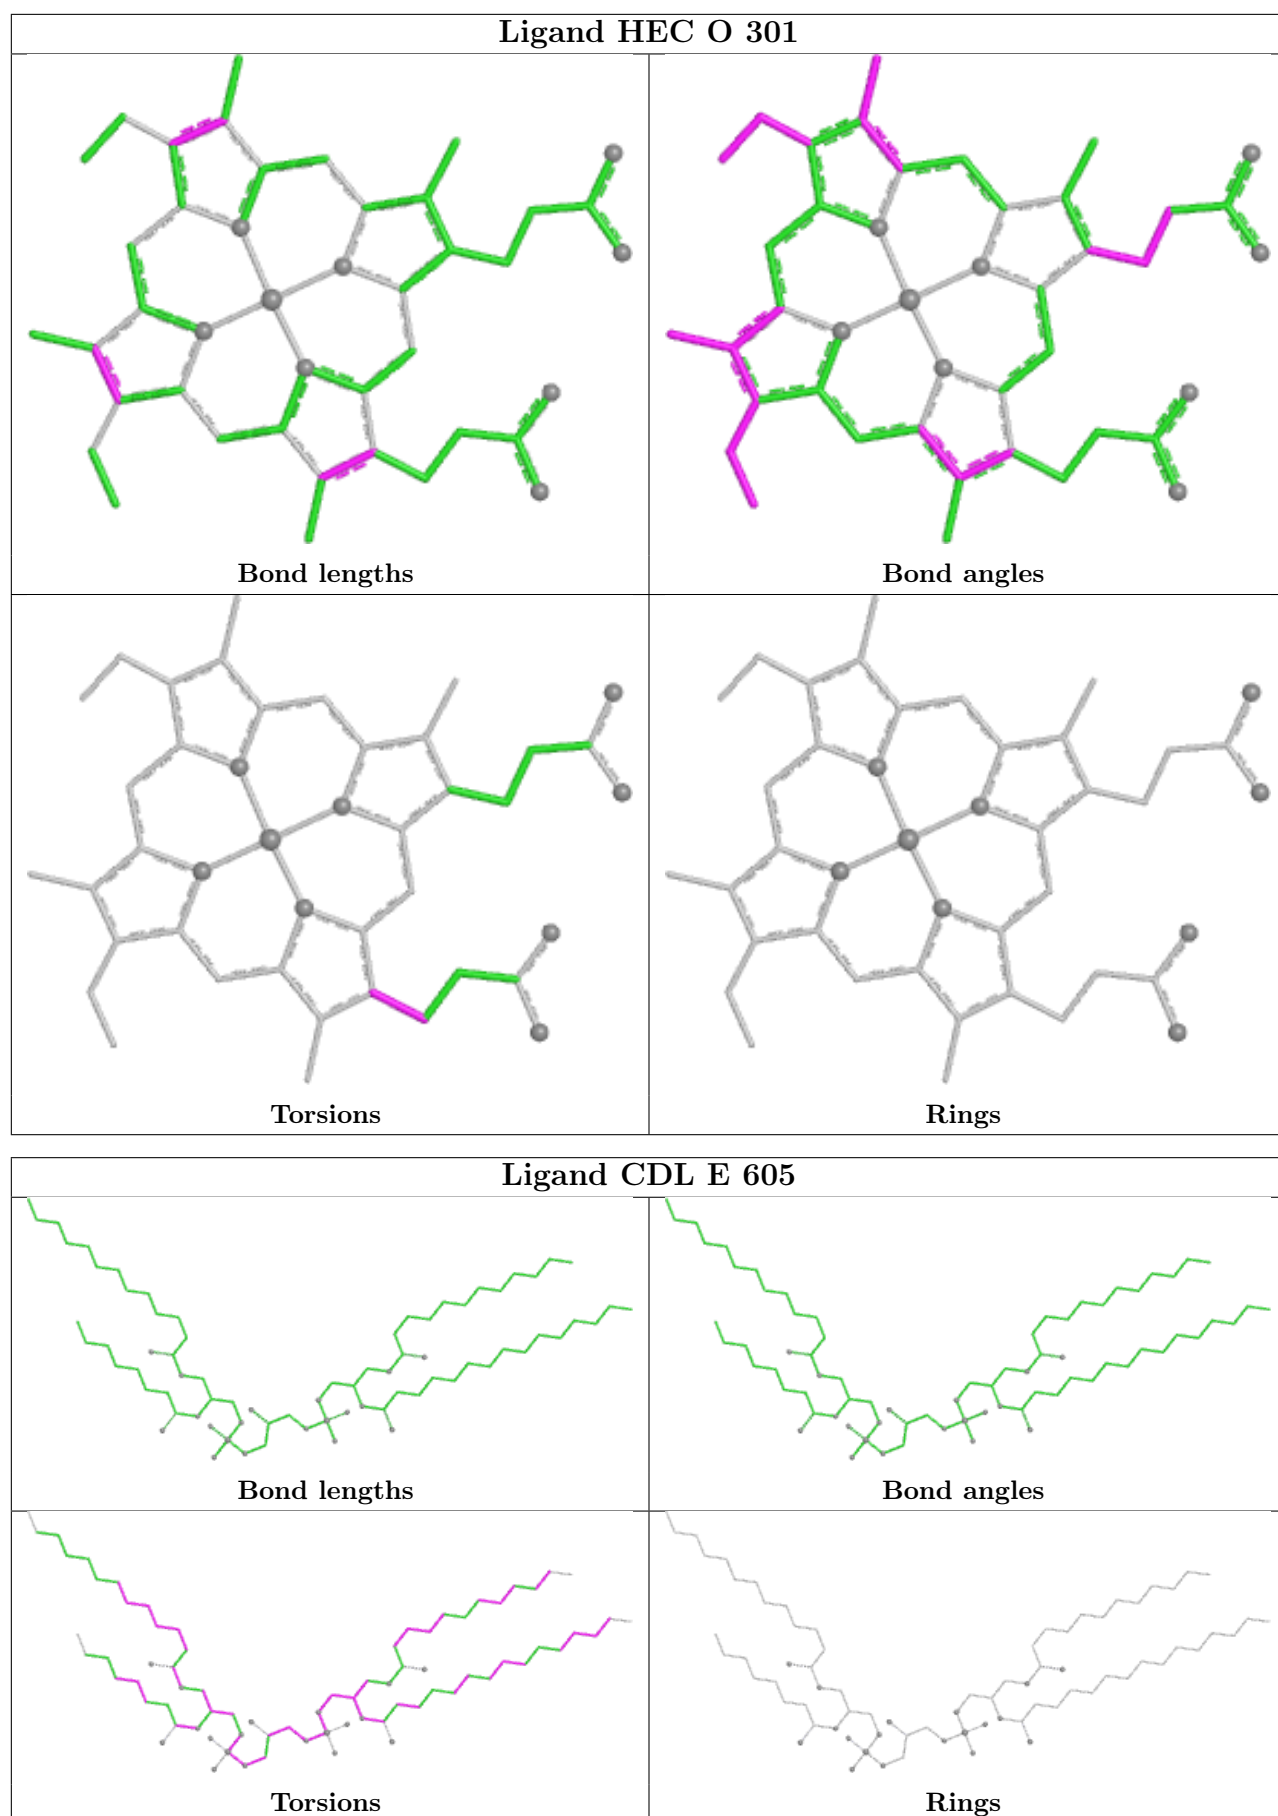 Ligand HEC O 301
Bond lengths
Bond angles
Torsions
Rings
Ligand CDL E 605
Bond lengths
Bond angles
Torsions
Rings